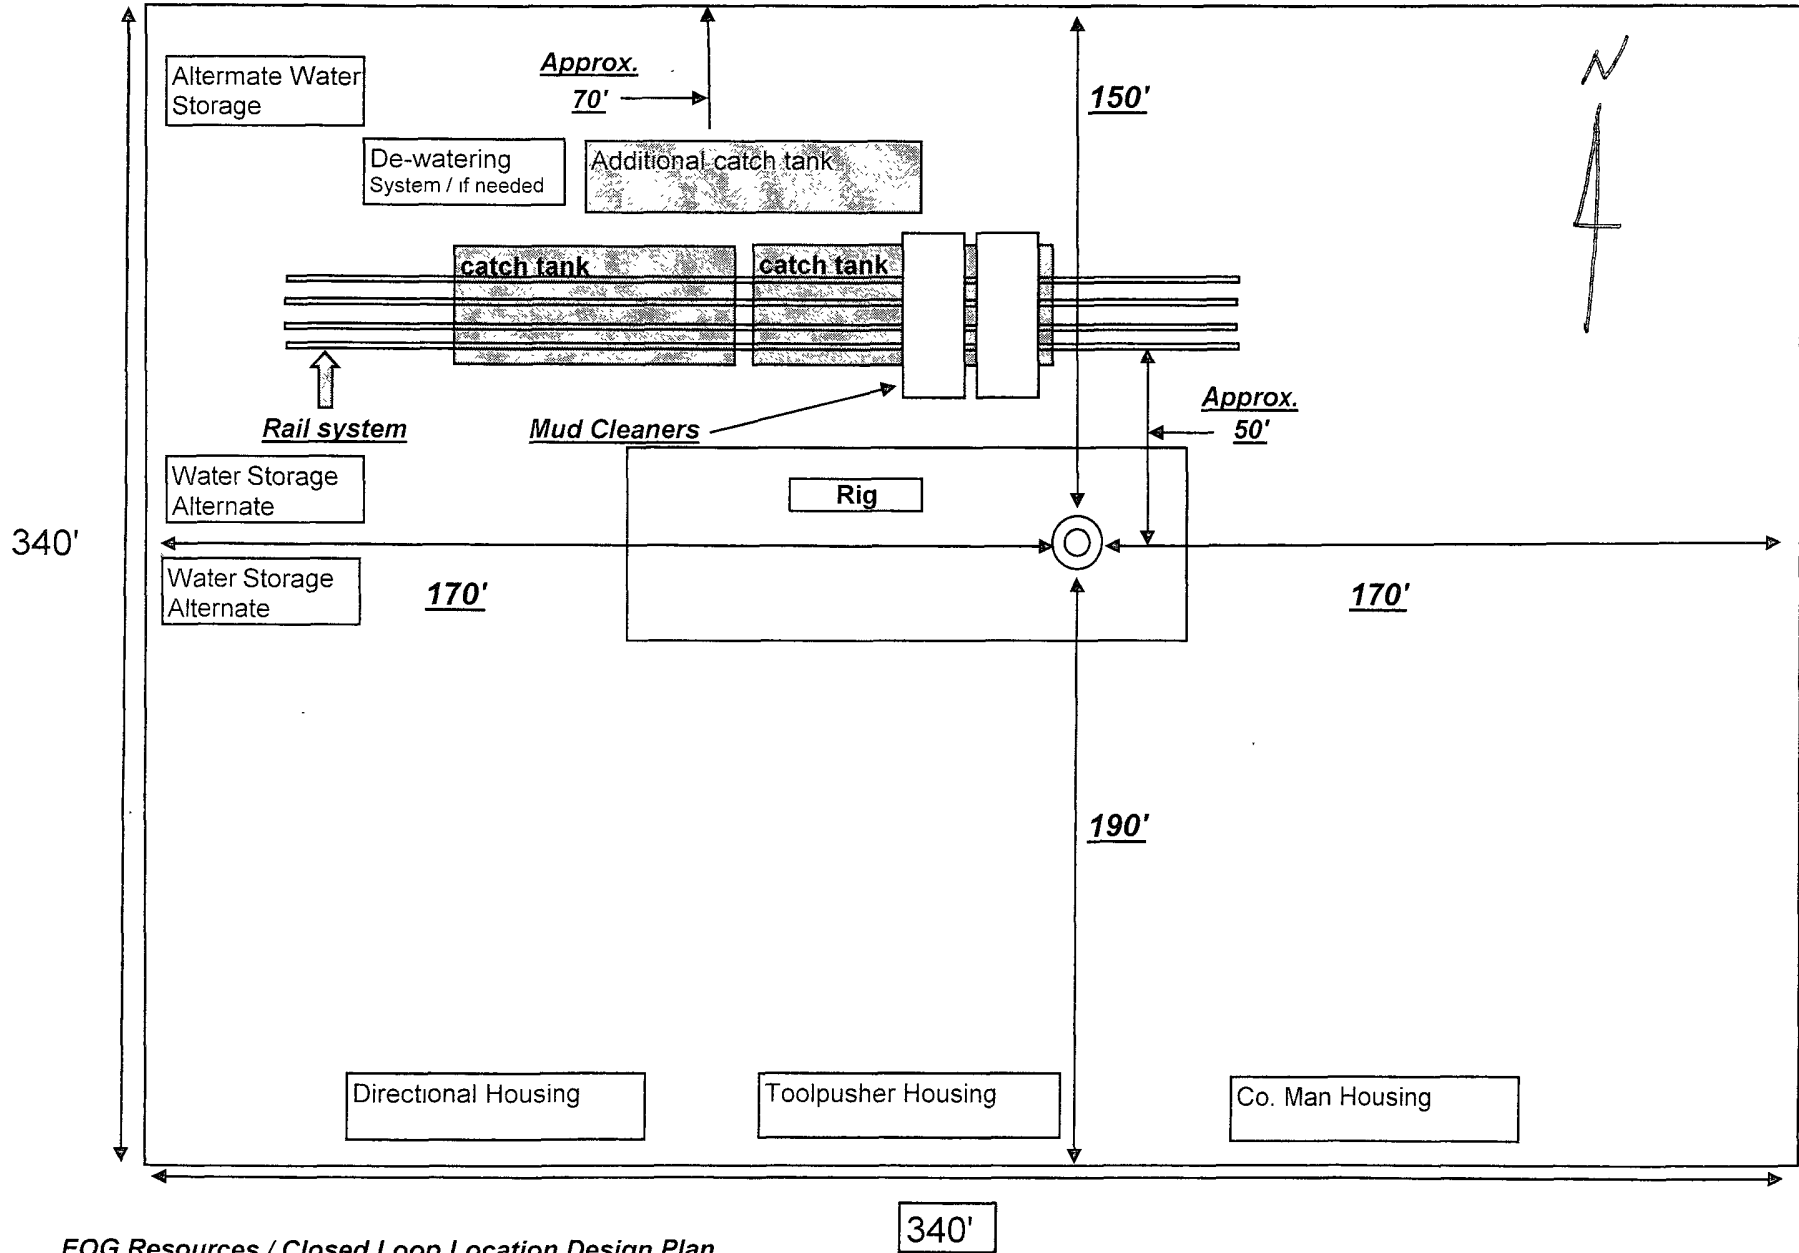 Altermate Water
Storage
Approx.
70'
150'
N
De-watering
System / if needed
Additional catch tank
catch tank
catch tank
Rail system
Mud Cleaners
Approx.
50'
Water Storage
Alternate
Rig
340'
Water Storage
Alternate
170'
170'
190'
Directional Housing
Toolpusher Housing
Co. Man Housing
340'
EOG Resources / Closed Loop Location Design Plan